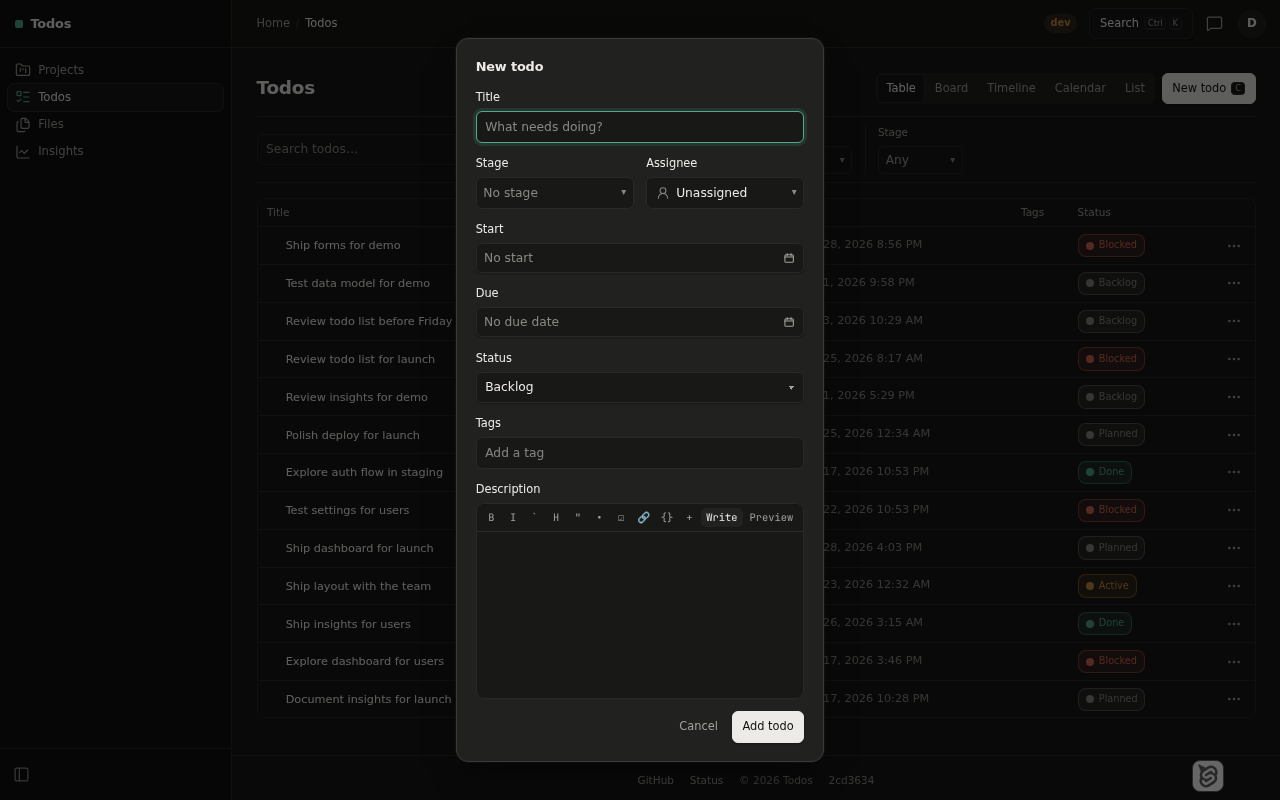 Todos
Home / Todos
dev
Search Ctrl K
D
Projects
Todos
Files
Insights
Todos
Table Board Timeline Calendar List
New todo C
Search todos…
Stage
Any
Title Tags Status
Ship forms for demo 28, 2026 8:56 PM Blocked
Test data model for demo 1, 2026 9:58 PM Backlog
Review todo list before Friday 3, 2026 10:29 AM Backlog
Review todo list for launch 25, 2026 8:17 AM Blocked
Review insights for demo 1, 2026 5:29 PM Backlog
Polish deploy for launch 25, 2026 12:34 AM Planned
Explore auth flow in staging 17, 2026 10:53 PM Done
Test settings for users 22, 2026 10:53 PM Blocked
Ship dashboard for launch 28, 2026 4:03 PM Planned
Ship layout with the team 23, 2026 12:32 AM Active
Ship insights for users 26, 2026 3:15 AM Done
Explore dashboard for users 17, 2026 3:46 PM Blocked
Document insights for launch 17, 2026 10:28 PM Planned
New todo
Title
What needs doing?
Stage Assignee
No stage Unassigned
Start
No start
Due
No due date
Status
Backlog
Tags
Add a tag
Description
B I ` H " • ☑ 🔗 {} + Write Preview
Cancel Add todo
GitHub Status © 2026 Todos 2cd3634